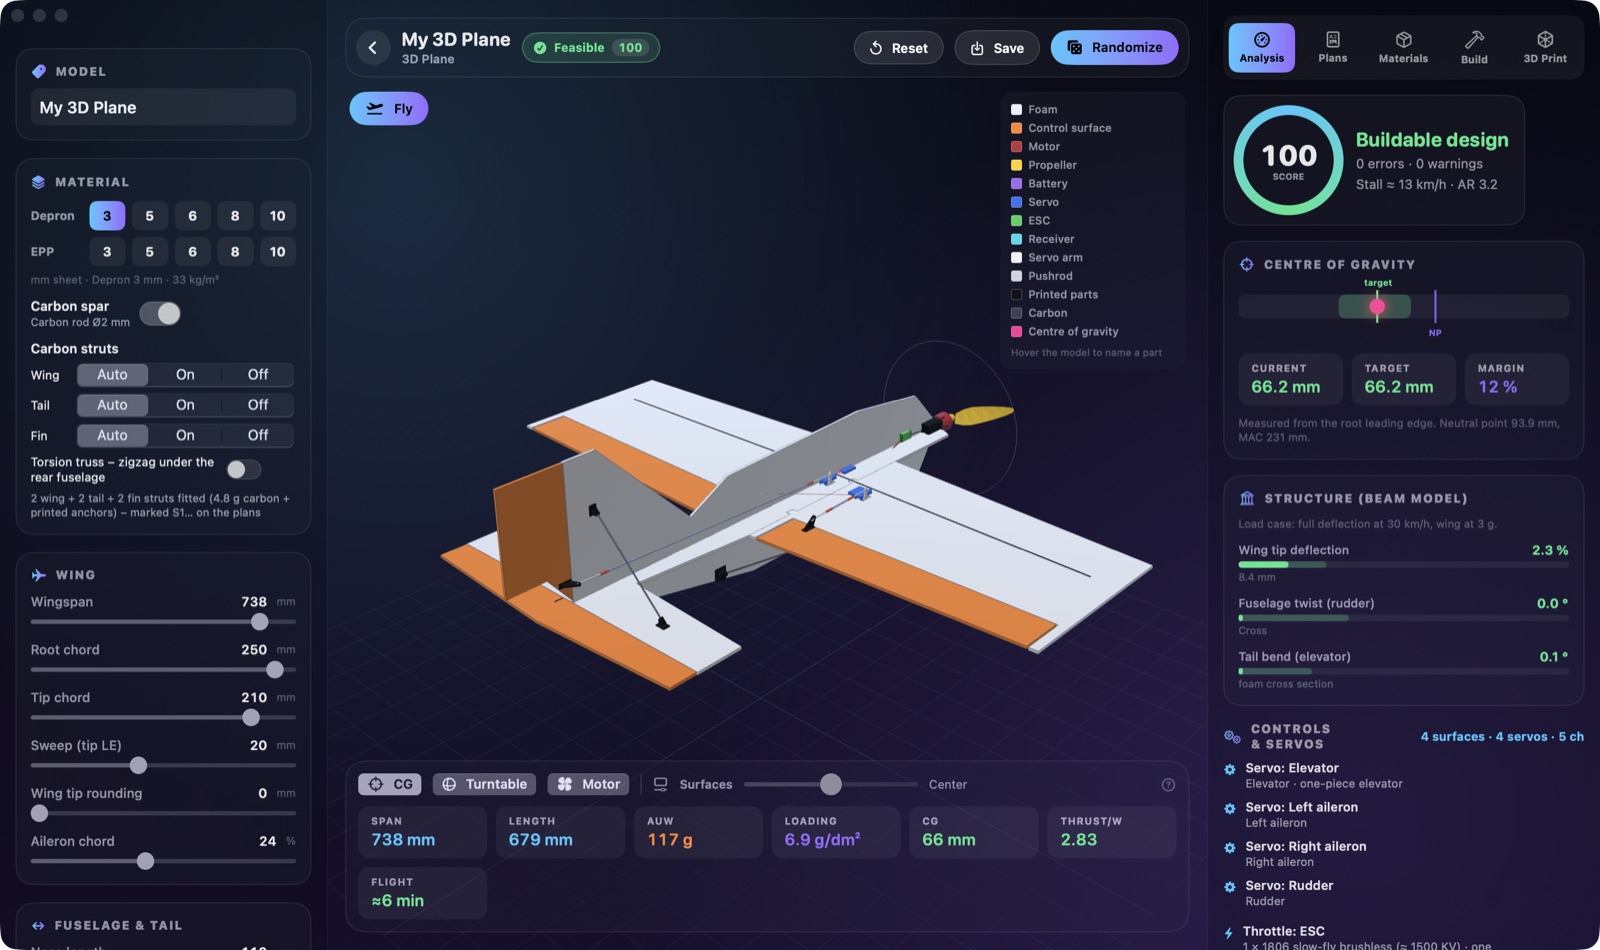 MODEL
My 3D Plane
MATERIAL
Depron 3 5 6 8 10
EPP 3 5 6 8 10
mm sheet · Depron 3 mm · 33 kg/m³
Carbon spar
Carbon rod Ø2 mm
Carbon struts
Wing Auto On Off
Tail Auto On Off
Fin Auto On Off
Torsion truss – zigzag under the
rear fuselage
2 wing + 2 tail + 2 fin struts fitted (4.8 g carbon +
printed anchors) – marked S1… on the plans
WING
Wingspan 738 mm
Root chord 250 mm
Tip chord 210 mm
Sweep (tip LE) 20 mm
Wing tip rounding 0 mm
Aileron chord 24 %
FUSELAGE & TAIL
My 3D Plane
3D Plane
Feasible 100
Reset
Save
Randomize
Fly
Foam
Control surface
Motor
Propeller
Battery
Servo
ESC
Receiver
Servo arm
Pushrod
Printed parts
Carbon
Centre of gravity
Hover the model to name a part
CG Turntable Motor Surfaces Center
SPAN
738 mm
LENGTH
679 mm
AUW
117 g
LOADING
6.9 g/dm²
CG
66 mm
THRUST/W
2.83
FLIGHT
≈6 min
Analysis Plans Materials Build 3D Print
100
SCORE
Buildable design
0 errors · 0 warnings
Stall ≈ 13 km/h · AR 3.2
CENTRE OF GRAVITY
target
NP
CURRENT
66.2 mm
TARGET
66.2 mm
MARGIN
12 %
Measured from the root leading edge. Neutral point 93.9 mm,
MAC 231 mm.
STRUCTURE (BEAM MODEL)
Load case: full deflection at 30 km/h, wing at 3 g.
Wing tip deflection 2.3 %
8.4 mm
Fuselage twist (rudder) 0.0 °
Cross
Tail bend (elevator) 0.1 °
foam cross section
CONTROLS
& SERVOS
4 surfaces · 4 servos · 5 ch
Servo: Elevator
Elevator · one-piece elevator
Servo: Left aileron
Left aileron
Servo: Right aileron
Right aileron
Servo: Rudder
Rudder
Throttle: ESC
1 × 1806 slow-fly brushless (≈ 1500 KV) · one